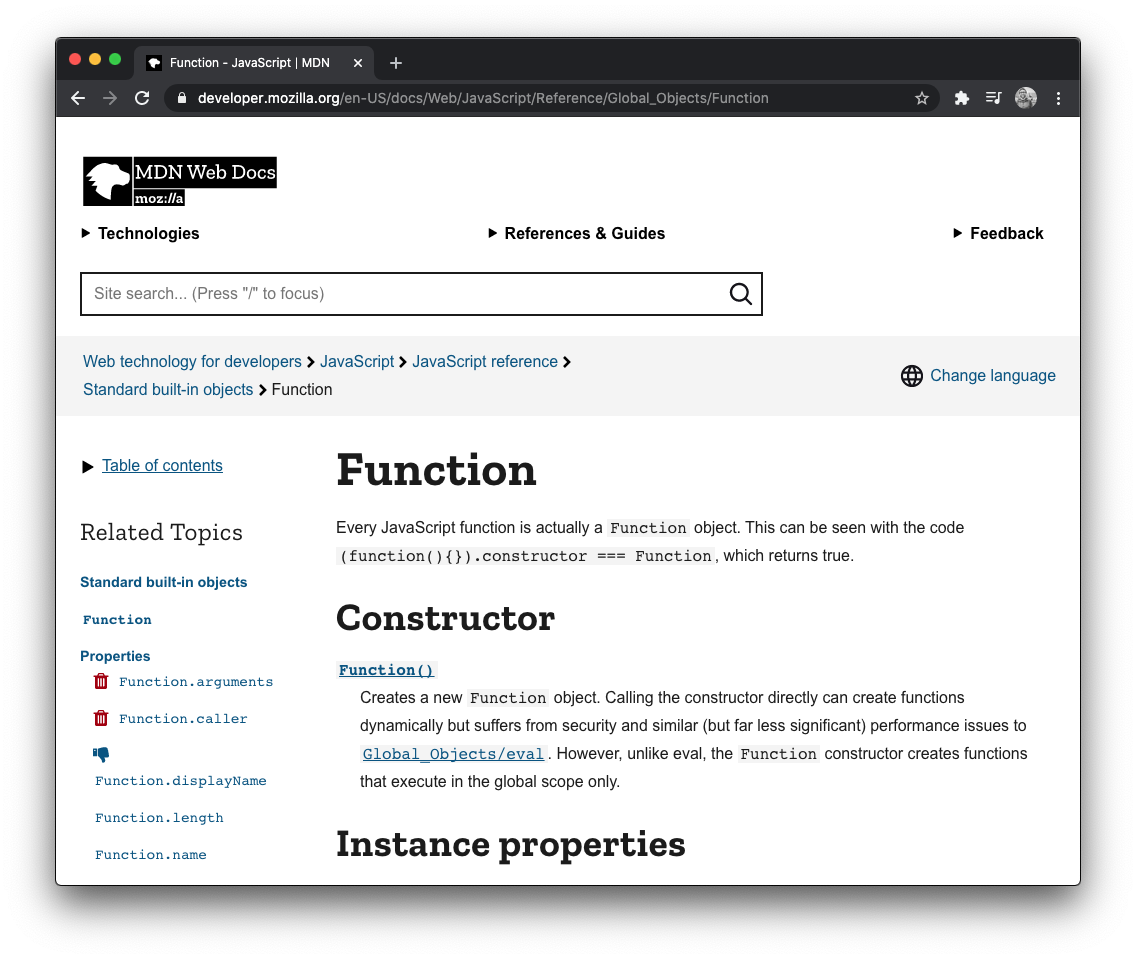 Function - JavaScript | MDN
developer.mozilla.org/en-US/docs/Web/JavaScript/Reference/Global_Objects/Function
MDN Web Docs
moz://a
Technologies
References & Guides
Feedback
Site search... (Press "/" to focus)
Web technology for developers
JavaScript
JavaScript reference
Standard built-in objects
Function
Change language
Table of contents
Related Topics
Standard built-in objects
Function
Properties
Function.arguments
Function.caller
Function.displayName
Function.length
Function.name
Function
Every JavaScript function is actually a Function object. This can be seen with the code
(function(){}).constructor === Function, which returns true.
Constructor
Function()
Creates a new Function object. Calling the constructor directly can create functions
dynamically but suffers from security and similar (but far less significant) performance issues to
Global_Objects/eval. However, unlike eval, the Function constructor creates functions
that execute in the global scope only.
Instance properties